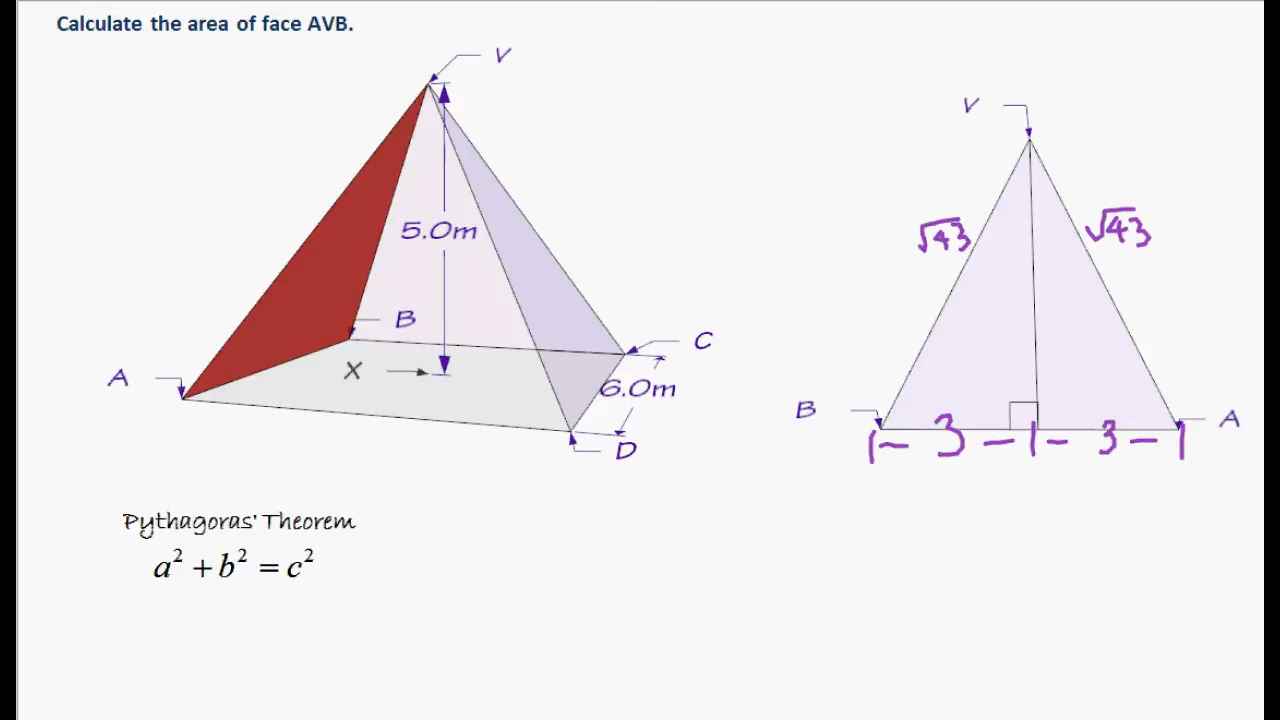 Calculate the area of face AVB.
V
5.0m
B
X
A
C
6.0m
D
V
√43
√43
B
A
3
3
Pythagoras' Theorem
a² + b² = c²